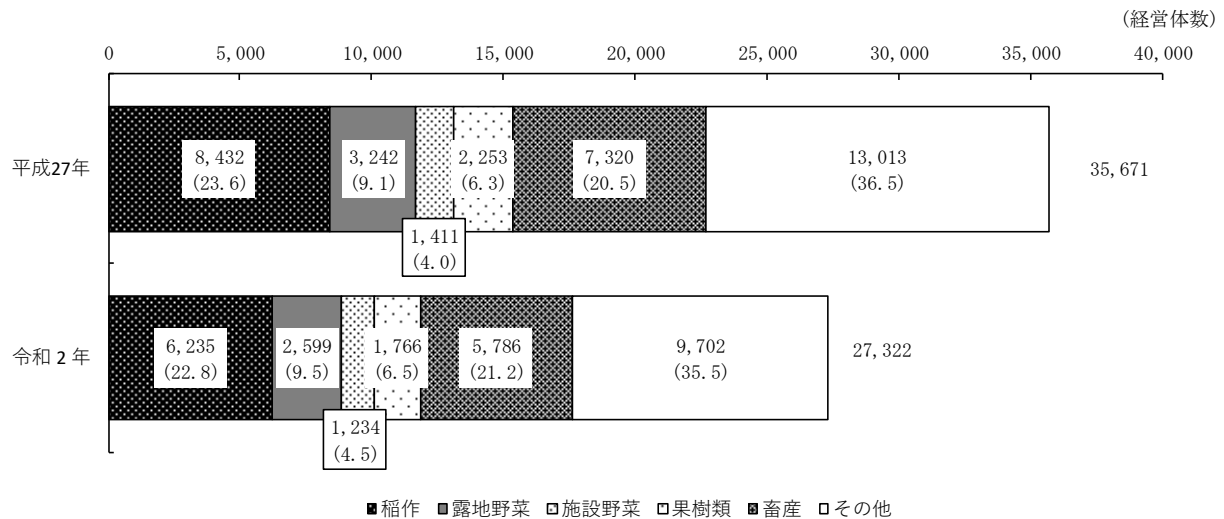 (経営体数)
0 5,000 10,000 15,000 20,000 25,000 30,000 35,000 40,000
平成27年
8,432 3,242 2,253 7,320 13,013 35,671
(23.6) (9.1) (6.3) (20.5) (36.5)
1,411
(4.0)
令和2年
6,235 2,599 1,766 5,786 9,702 27,322
(22.8) (9.5) (6.5) (21.2) (35.5)
1,234
(4.5)
稲作 露地野菜 施設野菜 果樹類 畜産 その他